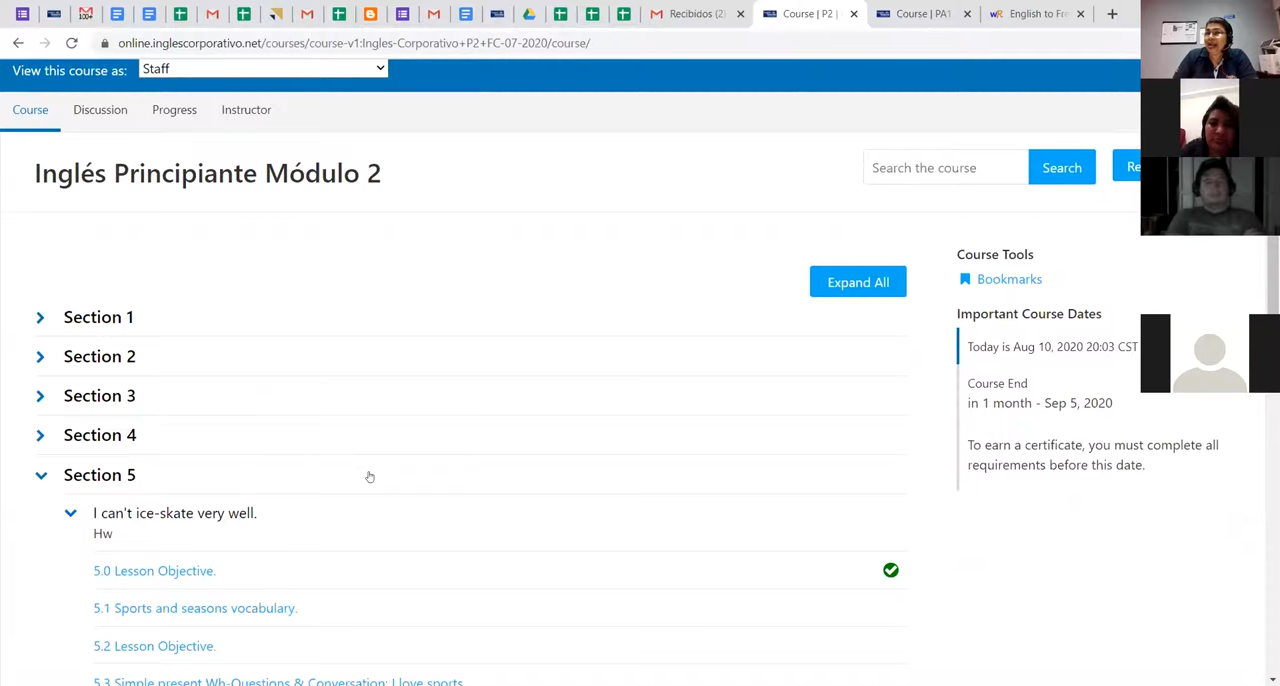 100+
Recibidos (2)
Course | P2 |
Course | PA1
English to Fre
online.inglescorporativo.net/courses/course-v1:Ingles-Corporativo+P2+FC-07-2020/course/
View this course as:
Staff
Course
Discussion
Progress
Instructor
Inglés Principiante Módulo 2
Search the course
Search
Re
Expand All
Section 1
Section 2
Section 3
Section 4
Section 5
I can't ice-skate very well.
Hw
5.0 Lesson Objective.
5.1 Sports and seasons vocabulary.
5.2 Lesson Objective.
5.3 Simple present Wh-Questions & Conversation: I love sports.
Course Tools
Bookmarks
Important Course Dates
Today is Aug 10, 2020 20:03 CST
Course End
in 1 month - Sep 5, 2020
To earn a certificate, you must complete all
requirements before this date.